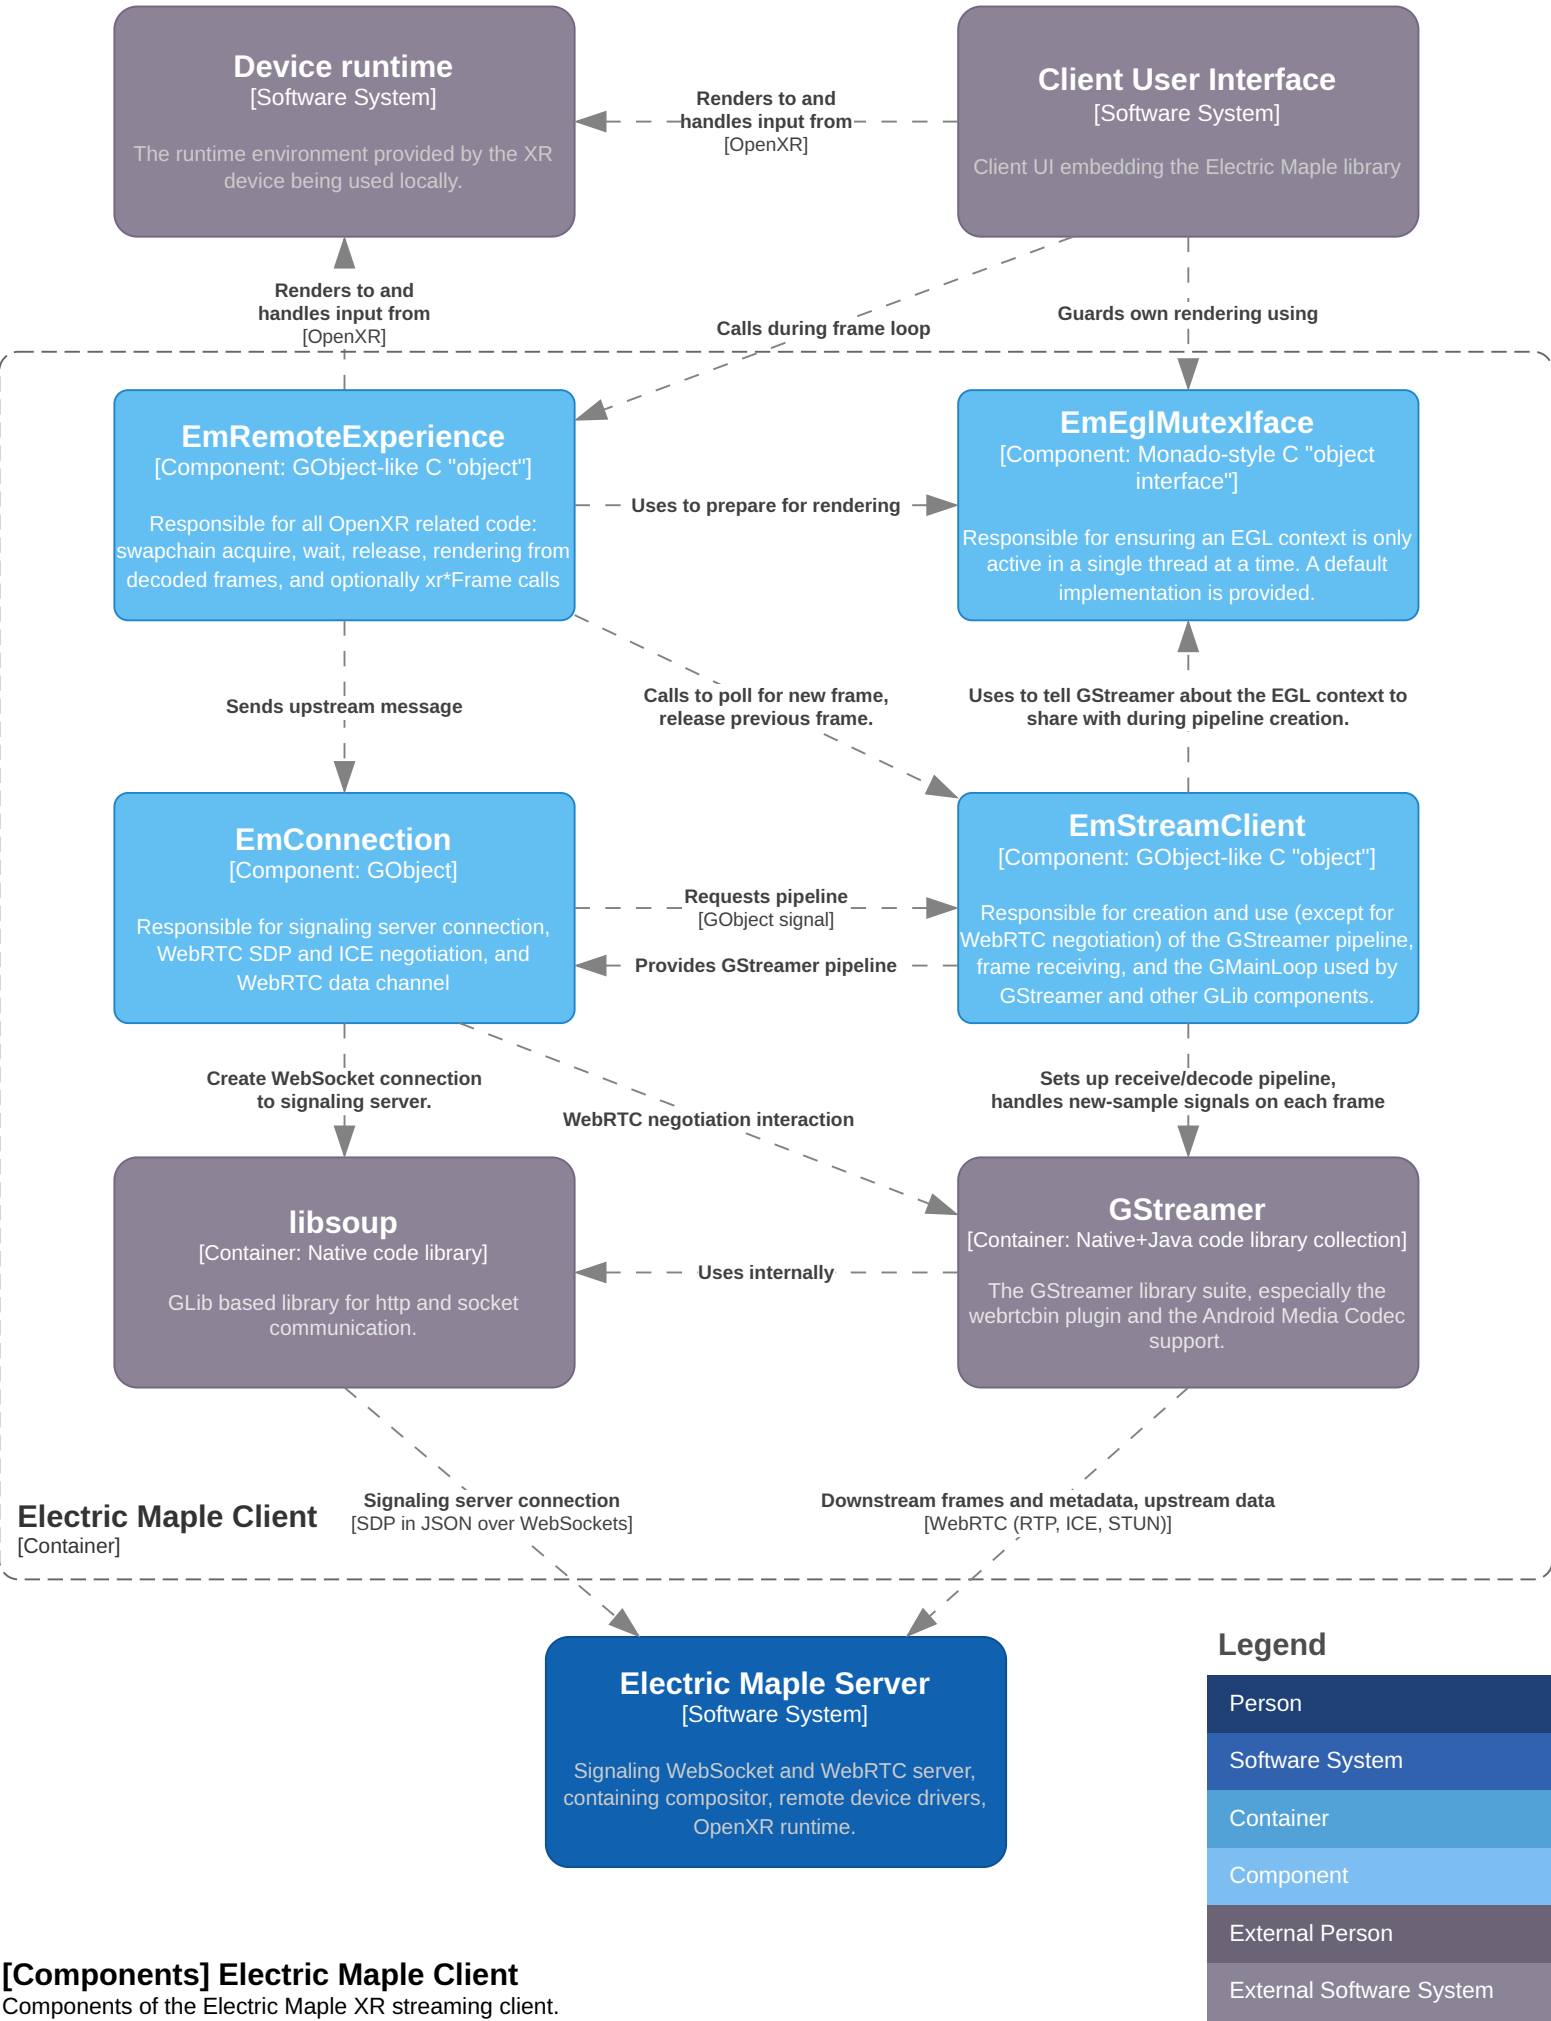 Device runtime
[Software System]
The runtime environment provided by the XR
device being used locally.
Renders to and
handles input from
[OpenXR]
Client User Interface
[Software System]
Client UI embedding the Electric Maple library
Renders to and
handles input from
[OpenXR]
Calls during frame loop
Guards own rendering using
EmRemoteExperience
[Component: GObject-like C "object"]
Responsible for all OpenXR related code:
swapchain acquire, wait, release, rendering from
decoded frames, and optionally xr*Frame calls
Uses to prepare for rendering
EmEglMutexIface
[Component: Monado-style C "object
interface"]
Responsible for ensuring an EGL context is only
active in a single thread at a time. A default
implementation is provided.
Sends upstream message
Calls to poll for new frame,
release previous frame.
Uses to tell GStreamer about the EGL context to
share with during pipeline creation.
EmConnection
[Component: GObject]
Responsible for signaling server connection,
WebRTC SDP and ICE negotiation, and
WebRTC data channel
Requests pipeline
[GObject signal]
Provides GStreamer pipeline
EmStreamClient
[Component: GObject-like C "object"]
Responsible for creation and use (except for
WebRTC negotiation) of the GStreamer pipeline,
frame receiving, and the GMainLoop used by
GStreamer and other GLib components.
Create WebSocket connection
to signaling server.
WebRTC negotiation interaction
Sets up receive/decode pipeline,
handles new-sample signals on each frame
libsoup
[Container: Native code library]
GLib based library for http and socket
communication.
Uses internally
GStreamer
[Container: Native+Java code library collection]
The GStreamer library suite, especially the
webrtcbin plugin and the Android Media Codec
support.
Electric Maple Client
[Container]
Signaling server connection
[SDP in JSON over WebSockets]
Downstream frames and metadata, upstream data
[WebRTC (RTP, ICE, STUN)]
Electric Maple Server
[Software System]
Signaling WebSocket and WebRTC server,
containing compositor, remote device drivers,
OpenXR runtime.
Legend
Person
Software System
Container
Component
External Person
External Software System
[Components] Electric Maple Client
Components of the Electric Maple XR streaming client.